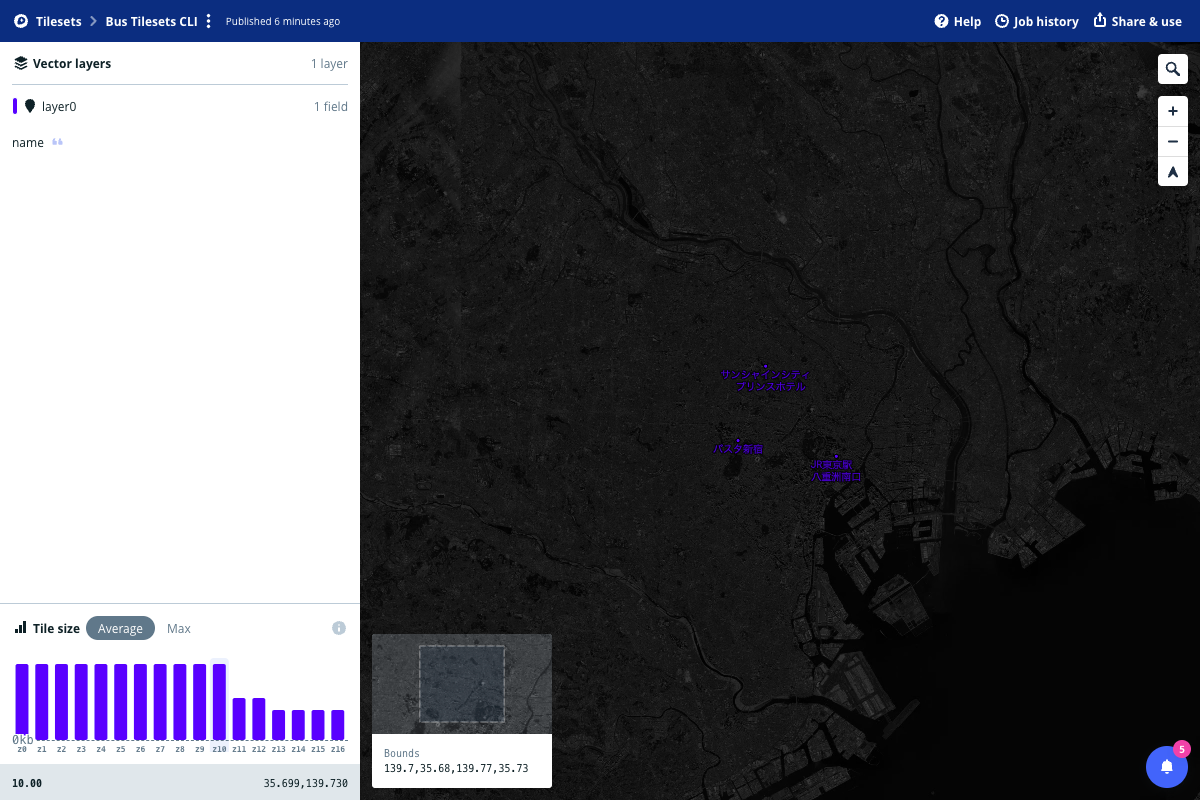 Tilesets
Bus Tilesets CLI
Published 6 minutes ago
Help
Job history
Share & use
Vector layers
1 layer
layer0
1 field
name
サンシャインシティ
プリンスホテル
バスタ新宿
JR東京駅
八重洲南口
Tile size
Average
Max
0kb
z0 z1 z2 z3 z4 z5 z6 z7 z8 z9 z10 z11 z12 z13 z14 z15 z16
10.00
35.699,139.730
Bounds
139.7,35.68,139.77,35.73
5